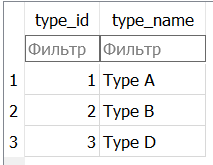 type_id type_name
Фильтр Фильтр
1 1 Type A
2 2 Type B
3 3 Type D